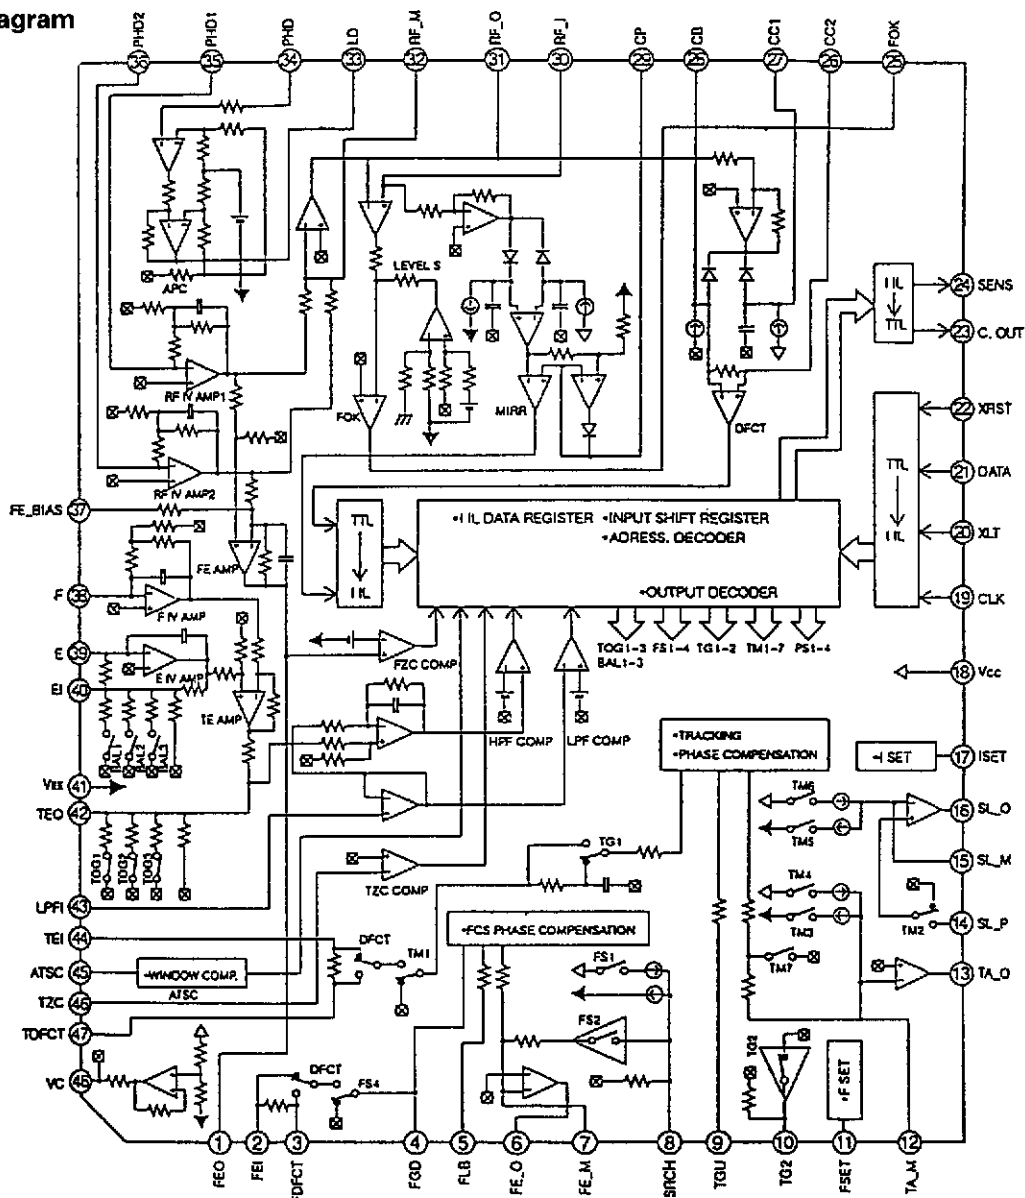 agram
PHD2
PHD1
PHD
LD
RF_M
RF_O
RF_I
CP
CB
CC1
CC2
FOK
36
35
34
33
32
31
30
29
27
26
25
APC
LEVEL S
RF IV AMP1
FOK
MIRR
DFCT
RF IV AMP2
IIL
TTL
24 SENS
23 C. OUT
22 XRST
21 DATA
20 XLT
19 CLK
TTL
IIL
FE_BIAS 37
FE AMP
TTL
IIL
•IIL DATA REGISTER •INPUT SHIFT REGISTER
•ADRESS. DECODER
•OUTPUT DECODER
F 38
F IV AMP
E 39
E IV AMP
EI 40
TE AMP
BAL1
BAL2
BAL3
FZC COMP
HPF COMP
LPF COMP
TOG1-3 FS1-4 TG1-2 TM1-7 PS1-4
BAL1-3
18 Vcc
VEE 41
TEO 42
TOG1
TOG2
TOG3
•TRACKING
•PHASE COMPENSATION
•I SET
17 ISET
TM6
TM5
16 SL_O
15 SL_M
TG1
TZC COMP
LPFI 43
TM4
TM3
TM7
TM2
14 SL_P
13 TA_O
TEI 44
DFCT
TM1
•FCS PHASE COMPENSATION
FS1
FS2
ATSC 45
•WINDOW COMP.
ATSC
TZC 46
TDFCT 47
VC 48
DFCT
FS4
TG2
•F SET
1
2
3
4
5
6
7
8
9
10
11
12
FEO
FEI
FDFCT
FGD
FLB
FE_O
FE_M
SRCH
TGU
TG2
FSET
TA_M